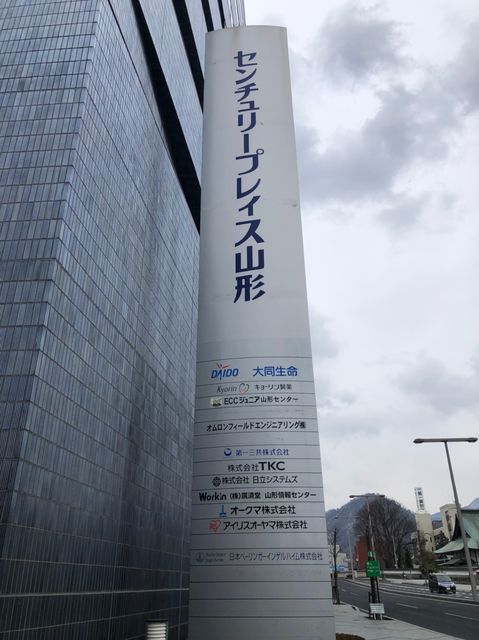 センチュリープレイス山形
DAIDO 大同生命
Kyorin キョーリン製薬
ECCジュニア山形センター
オムロンフィールドエンジニアリング㈱
第一三共株式会社
株式会社TKC
株式会社 日立システムズ
Workin (株)廣済堂 山形情報センター
オークマ株式会社
アイリスオーヤマ株式会社
日本ベーリンガーインゲルハイム株式会社